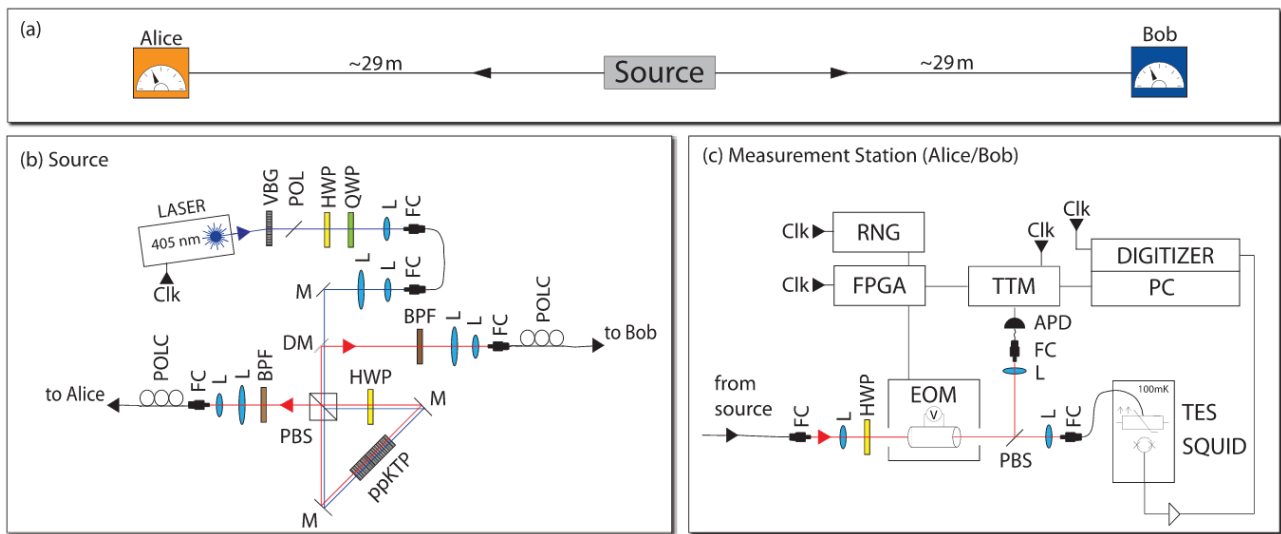 (a)
Alice
Bob
~29m
Source
~29m
(b) Source
LASER
405 nm
Clk
VBG
POL
HWP
QWP
L
FC
M
L
L
FC
DM
BPF
L
L
FC
POLC
to Bob
to Alice
POLC
FC
L
L
BPF
PBS
HWP
M
ppKTP
M
(c) Measurement Station (Alice/Bob)
Clk
RNG
Clk
FPGA
Clk
TTM
Clk
DIGITIZER
PC
APD
FC
L
from
source
FC
L
HWP
EOM
V
PBS
L
FC
100mK
TES
SQUID